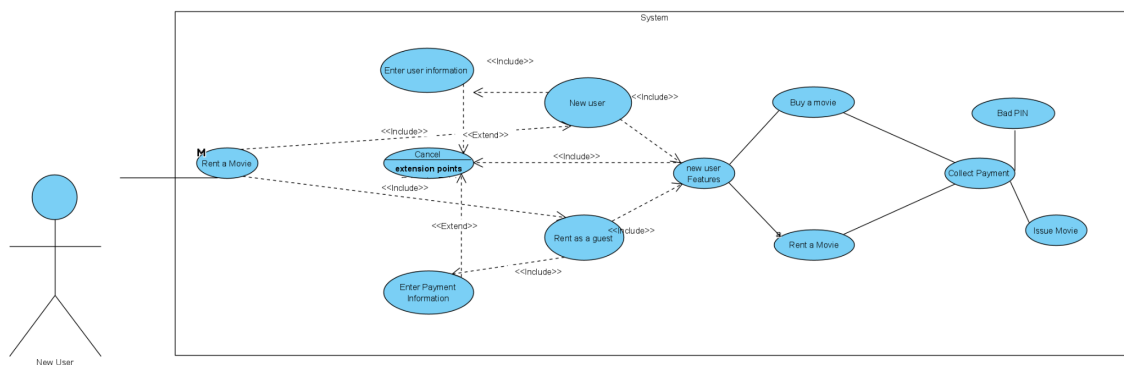 System
Enter user information
<<Include>>
New user
<<Include>>
Buy a movie
Bad PIN
<<Include>>
<<Extend>>
M
Rent a Movie
Cancel
extension points
<<Include>>
new user
Features
Collect Payment
<<Include>>
<<Extend>>
Rent as a guest
<<Include>>
Rent a Movie
Issue Movie
<<Include>>
Enter Payment
Information
New User